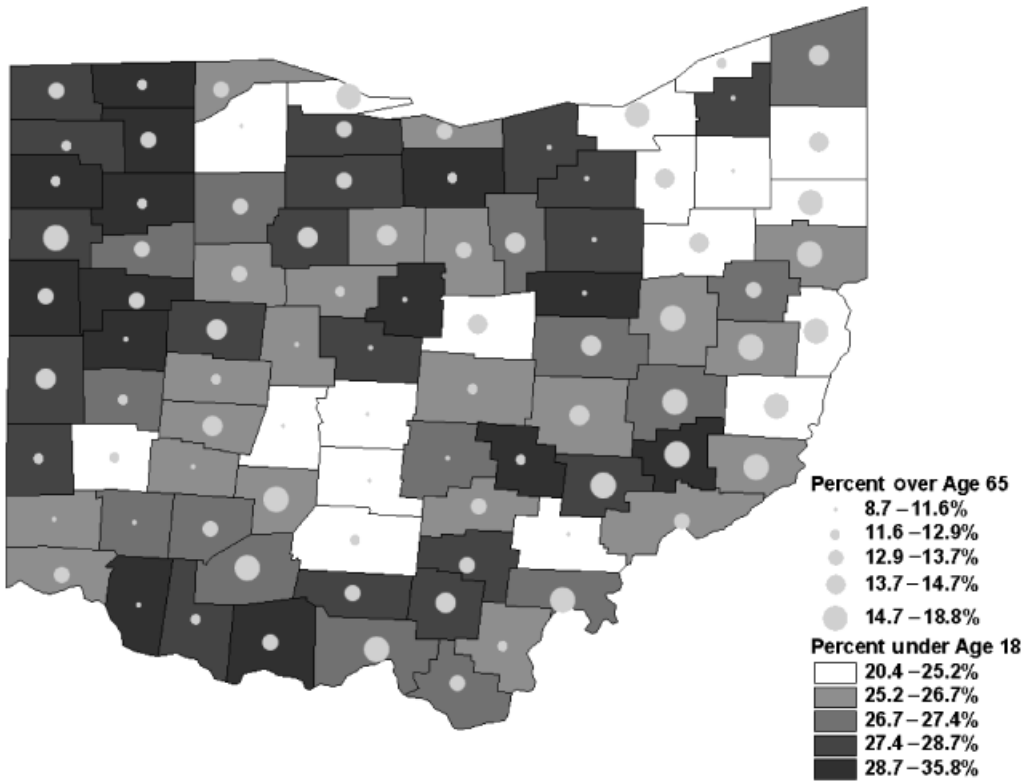 Percent over Age 65
8.7 – 11.6%
11.6 – 12.9%
12.9 – 13.7%
13.7 – 14.7%
14.7 – 18.8%
Percent under Age 18
20.4 – 25.2%
25.2 – 26.7%
26.7 – 27.4%
27.4 – 28.7%
28.7 – 35.8%